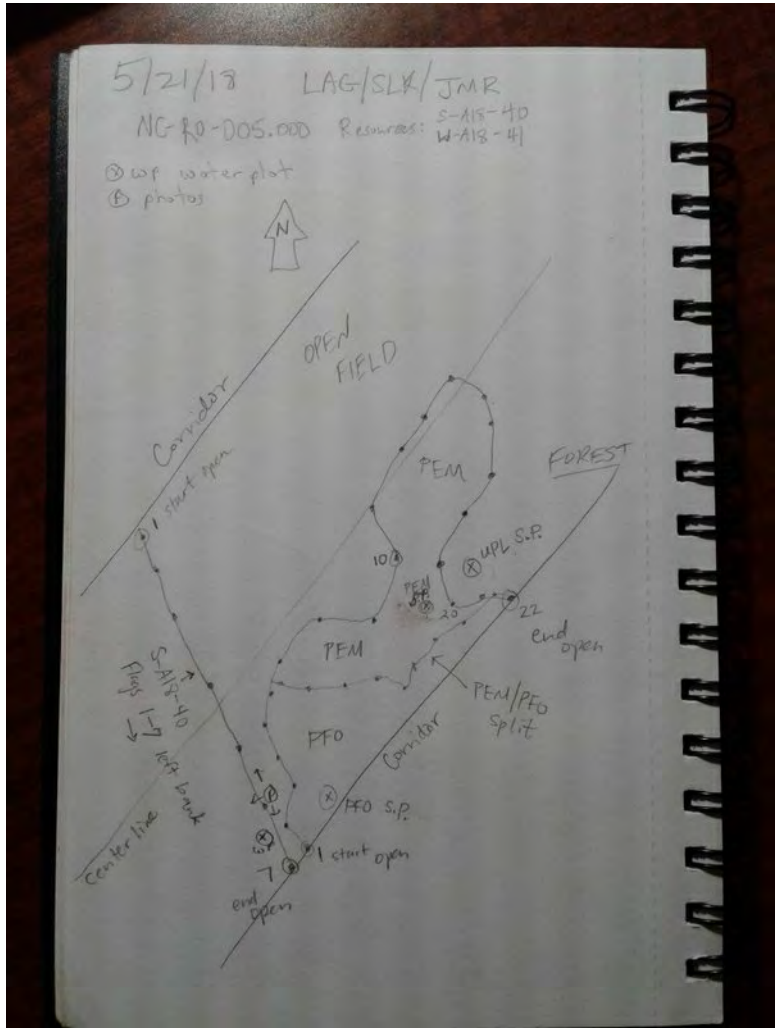 5/21/18 LAG/SLK/JMR
NG-RO-DO5.000 Resources: S-A18-40
W-A18-41
Ⓧ wp water plot
Ⓟ photos
N
OPEN
FIELD
Corridor
1 start open
PEM
FOREST
10
UPL S.P.
PEM
S.P.
20
22
end
open
PEM
PEM/PFO
split
S-A18-40
Flags 1-7 left bank
PFO
Corridor
PFO S.P.
center line
7
1 start open
end
open